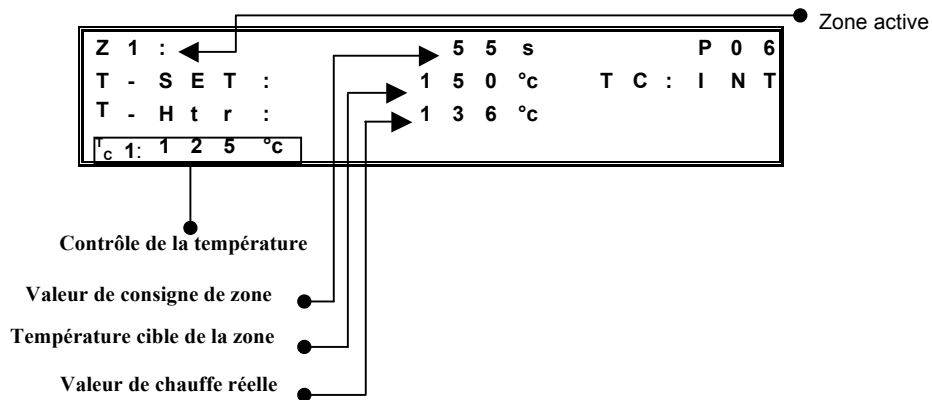 Zone active
Z 1 : 5 5 s P 0 6
T - S E T : 1 5 0 °c T C : I N T
T - H t r : 1 3 6 °c
Tc 1: 1 2 5 °c
Contrôle de la température
Valeur de consigne de zone
Température cible de la zone
Valeur de chauffe réelle